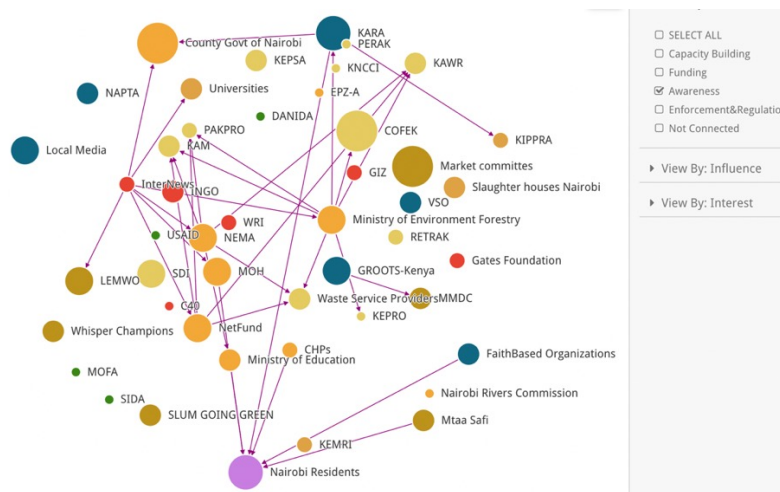 KARA
County Govt of Nairobi
PERAK
KEPSA
KAWR
KNCCI
NAPTA
Universities
EPZ-A
DANIDA
PAKPRO
COFEK
KAM
KIPPRA
Local Media
Market committes
GIZ
InterNews
INGO
Slaughter houses Nairobi
VSO
Ministry of Environment Forestry
WRI
USAID
NEMA
RETRAK
Gates Foundation
LEMWO
SDI
MOH
GROOTS-Kenya
Waste Service Providers
MMDC
C40
KEPRO
Whisper Champions
NetFund
CHPs
Ministry of Education
FaithBased Organizations
MOFA
Nairobi Rivers Commission
SIDA
SLUM GOING GREEN
Mtaa Safi
KEMRI
Nairobi Residents
SELECT ALL
Capacity Building
Funding
Awareness
Enforcement&Regulatio
Not Connected
View By: Influence
View By: Interest